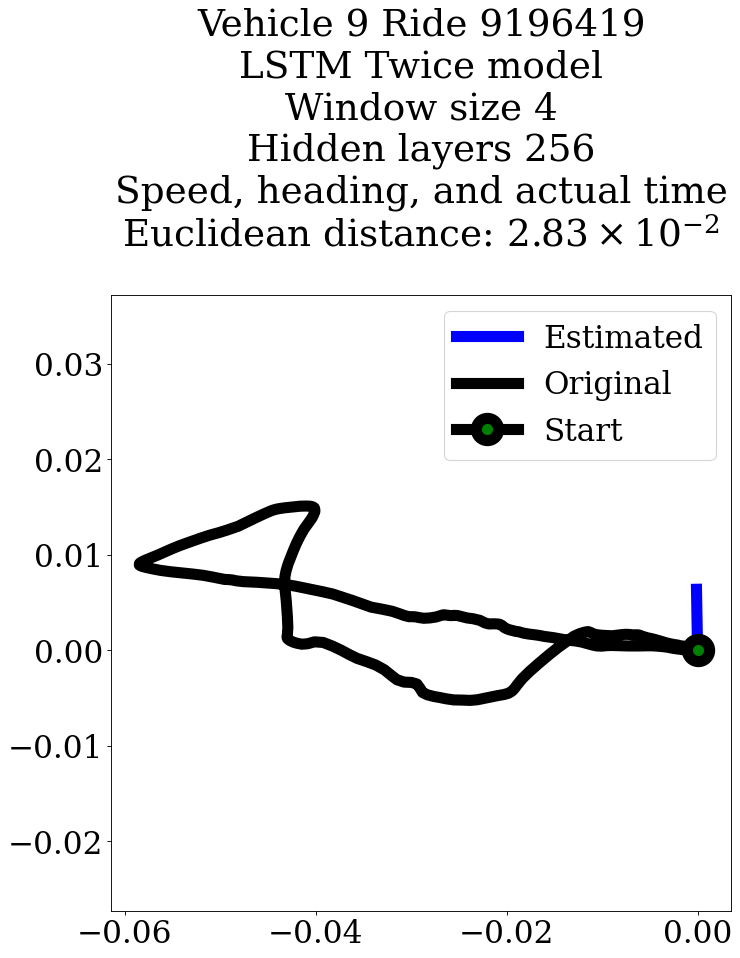 Vehicle 9 Ride 9196419
LSTM Twice model
Window size 4
Hidden layers 256
Speed, heading, and actual time
Euclidean distance: 2.83 × 10⁻²
Estimated
Original
Start
0.03
0.02
0.01
0.00
−0.01
−0.02
−0.06
−0.04
−0.02
0.00